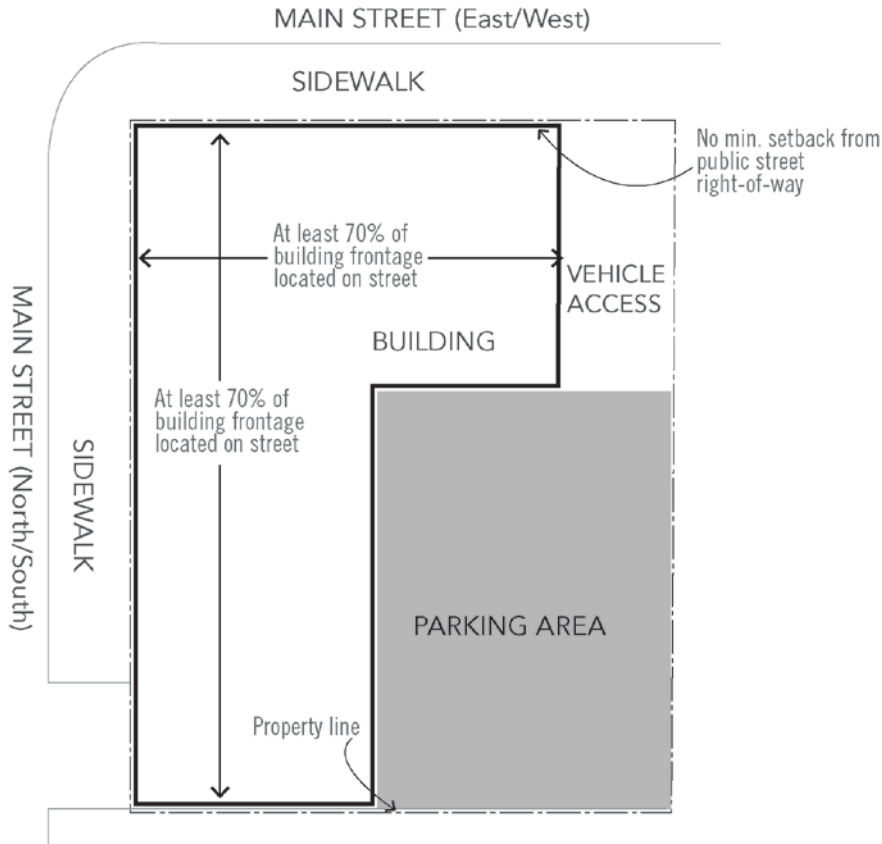 MAIN STREET (East/West)
SIDEWALK
No min. setback from
public street
right-of-way
At least 70% of
building frontage
located on street
VEHICLE
ACCESS
BUILDING
MAIN STREET (North/South)
SIDEWALK
At least 70% of
building frontage
located on street
PARKING AREA
Property line